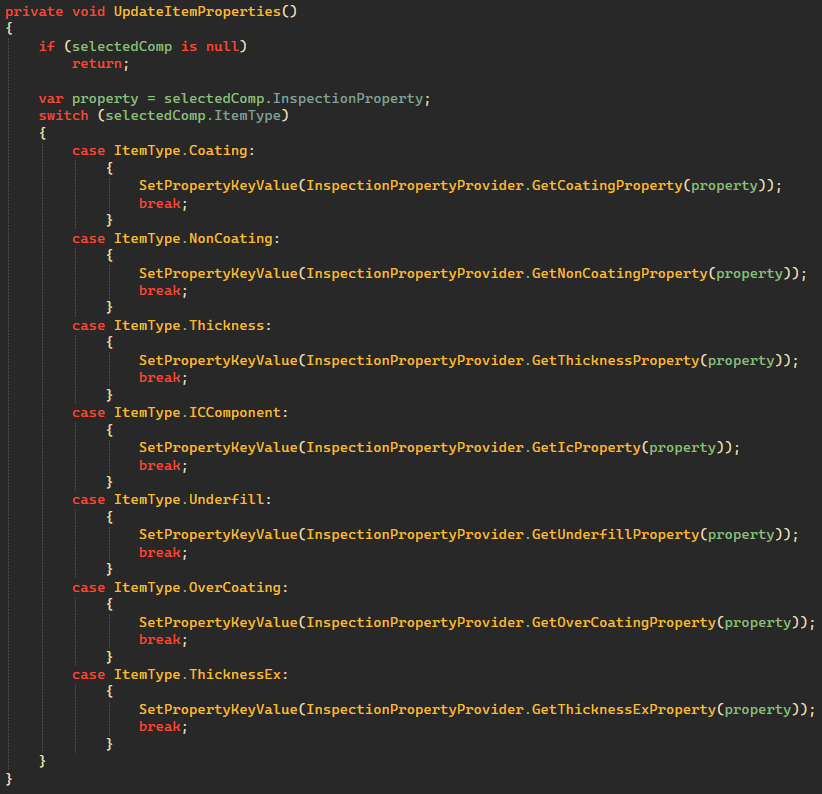 private void UpdateItemProperties()
{
    if (selectedComp is null)
        return;

    var property = selectedComp.InspectionProperty;
    switch (selectedComp.ItemType)
    {
        case ItemType.Coating:
            {
                SetPropertyKeyValue(InspectionPropertyProvider.GetCoatingProperty(property));
                break;
            }
        case ItemType.NonCoating:
            {
                SetPropertyKeyValue(InspectionPropertyProvider.GetNonCoatingProperty(property));
                break;
            }
        case ItemType.Thickness:
            {
                SetPropertyKeyValue(InspectionPropertyProvider.GetThicknessProperty(property));
                break;
            }
        case ItemType.ICComponent:
            {
                SetPropertyKeyValue(InspectionPropertyProvider.GetIcProperty(property));
                break;
            }
        case ItemType.Underfill:
            {
                SetPropertyKeyValue(InspectionPropertyProvider.GetUnderfillProperty(property));
                break;
            }
        case ItemType.OverCoating:
            {
                SetPropertyKeyValue(InspectionPropertyProvider.GetOverCoatingProperty(property));
                break;
            }
        case ItemType.ThicknessEx:
            {
                SetPropertyKeyValue(InspectionPropertyProvider.GetThicknessExProperty(property));
                break;
            }
    }
}